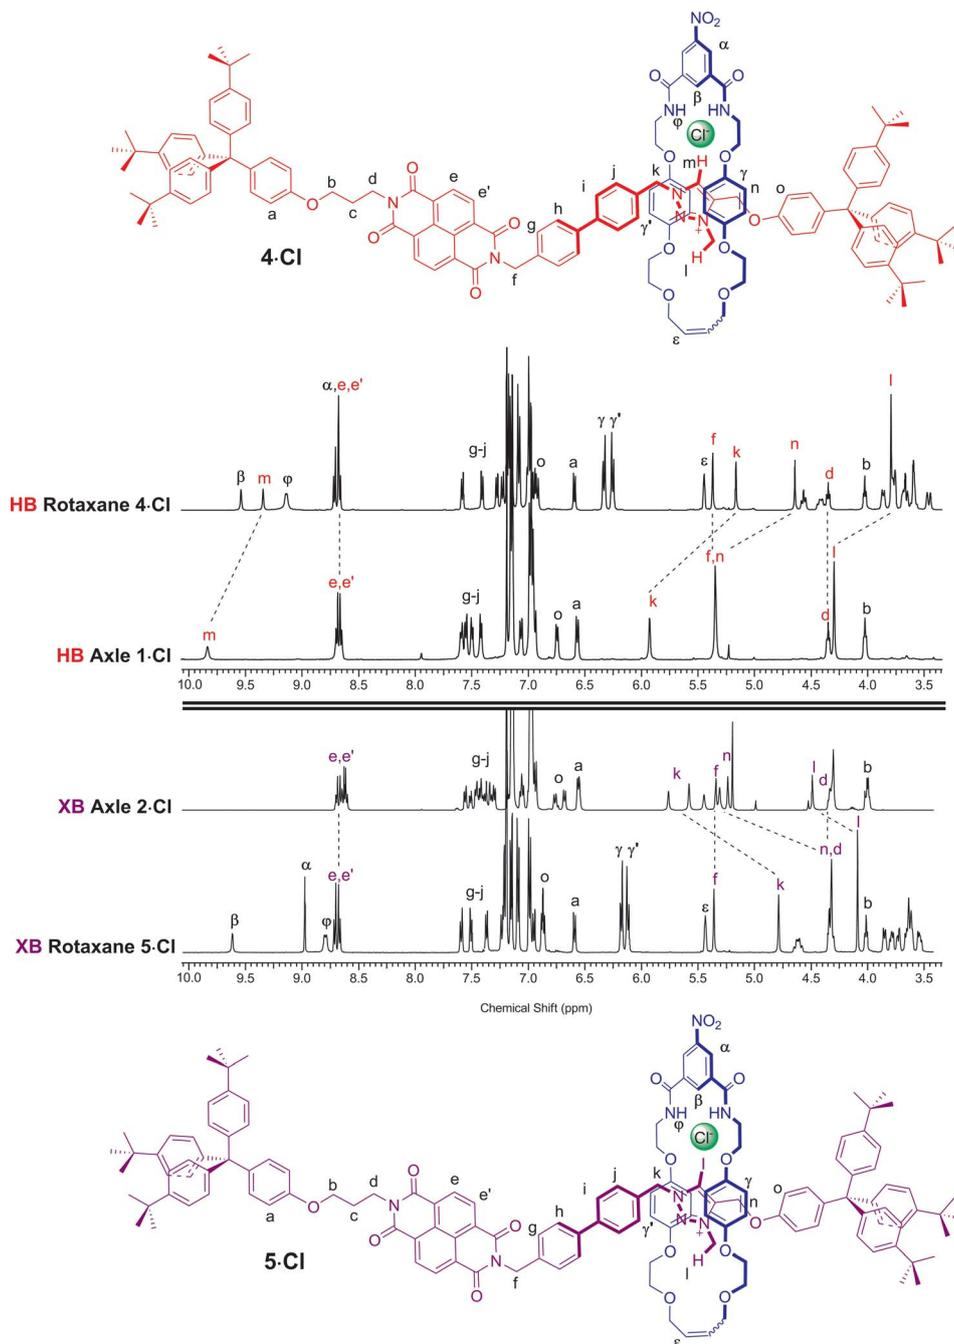 NO2
α
O
O
β
NH
HN
φ
Cl-
b
d
O
O
e
e'
k
mH
γ
n
o
i
j
N
a
O
c
N
O
g
h
γ'
N
N
+
O
O
N
H
4·Cl
O
f
l
O
O
O
O
ε
α,e,e'
l
γ γ'
f
n
g-j
k
β
m
φ
o
a
ε
d
b
HB Rotaxane 4·Cl
e,e'
f,n
l
g-j
m
o
a
k
d
b
HB Axle 1·Cl
10.0 9.5 9.0 8.5 8.0 7.5 7.0 6.5 6.0 5.5 5.0 4.5 4.0 3.5
e,e'
g-j
n
k
f
l
d
o
a
b
XB Axle 2·Cl
l
n,d
α
e,e'
γ γ'
f
k
g-j
o
β
φ
a
ε
b
XB Rotaxane 5·Cl
10.0 9.5 9.0 8.5 8.0 7.5 7.0 6.5 6.0 5.5 5.0 4.5 4.0 3.5
Chemical Shift (ppm)
NO2
α
O
O
β
NH
HN
φ
Cl-
O
O
I
b
d
O
O
e
e'
k
γ
n
o
i
j
N
a
O
c
N
O
g
h
γ'
N
N
+
O
O
N
H
5·Cl
O
f
l
O
O
O
O
ε